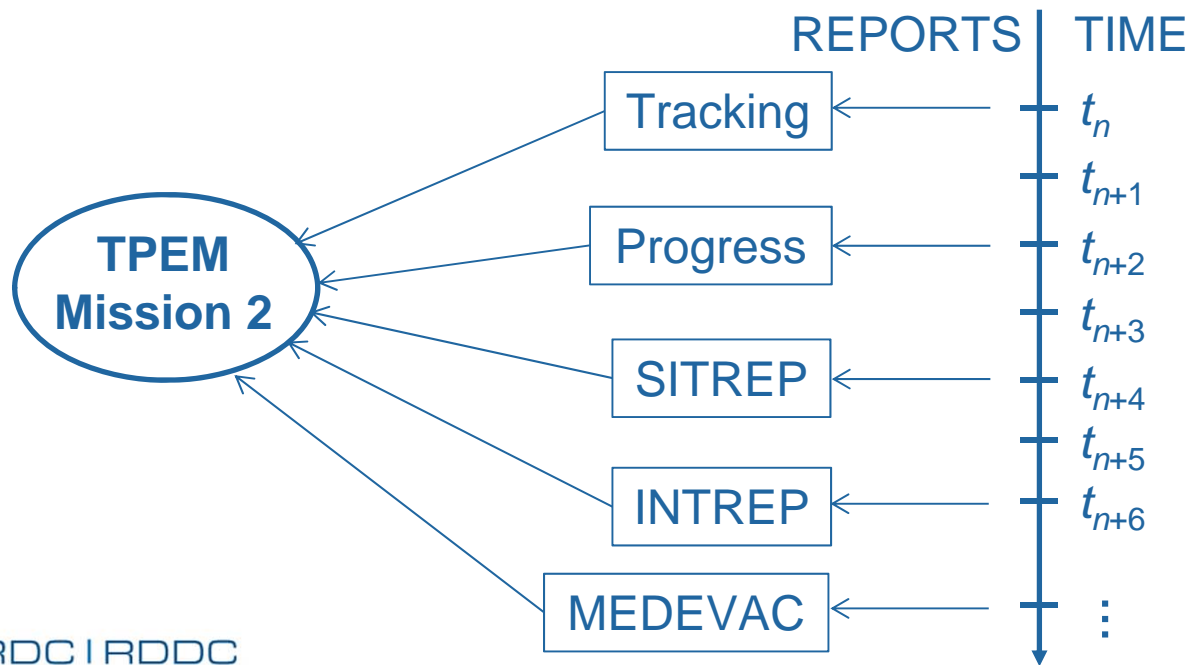 REPORTS TIME
Tracking tₙ
tₙ₊₁
Progress tₙ₊₂
TPEM
Mission 2
tₙ₊₃
SITREP tₙ₊₄
tₙ₊₅
INTREP tₙ₊₆
MEDEVAC ⋮
RDC | RDDC